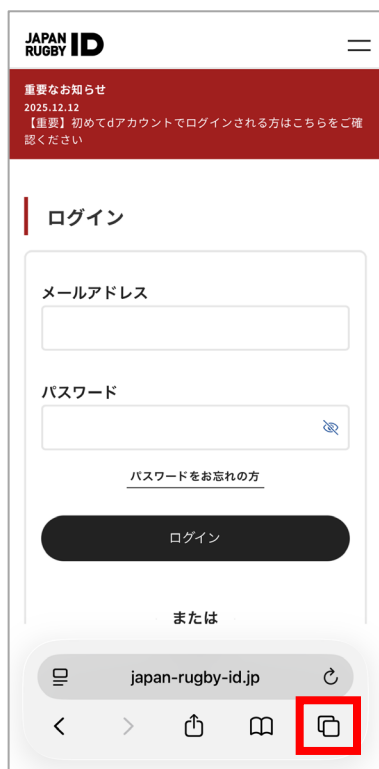 JAPAN
RUGBY ID
重要なお知らせ
2025.12.12
【重要】初めてdアカウントでログインされる方はこちらをご確
認ください
ログイン
メールアドレス
パスワード
パスワードをお忘れの方
ログイン
または
japan-rugby-id.jp